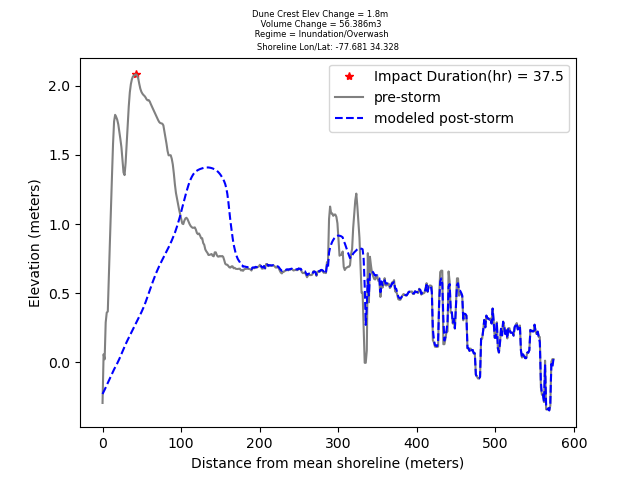 Dune Crest Elev Change = 1.8m
Volume Change = 56.386m3
Regime = Inundation/Overwash
Shoreline Lon/Lat: -77.681 34.328
Impact Duration(hr) = 37.5
pre-storm
modeled post-storm
Elevation (meters)
2.0
1.5
1.0
0.5
0.0
0 100 200 300 400 500 600
Distance from mean shoreline (meters)